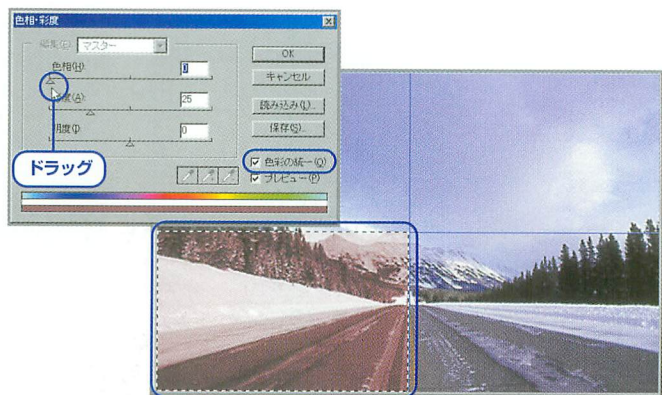 色相・彩度
編集(E): マスター
OK
色相(H): 0
キャンセル
彩度(A): 25
読み込み(L)...
明度(I): 0
保存(S)...
ドラッグ
色彩の統一(O)
プレビュー(P)